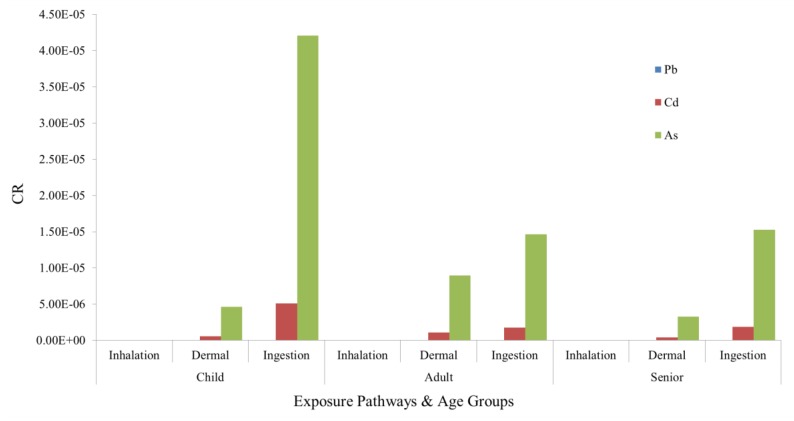 4.50E-05
4.00E-05
3.50E-05
3.00E-05
2.50E-05
2.00E-05
1.50E-05
1.00E-05
5.00E-06
0.00E+00
CR
Pb
Cd
As
Inhalation Dermal Ingestion Inhalation Dermal Ingestion Inhalation Dermal Ingestion
Child Adult Senior
Exposure Pathways & Age Groups